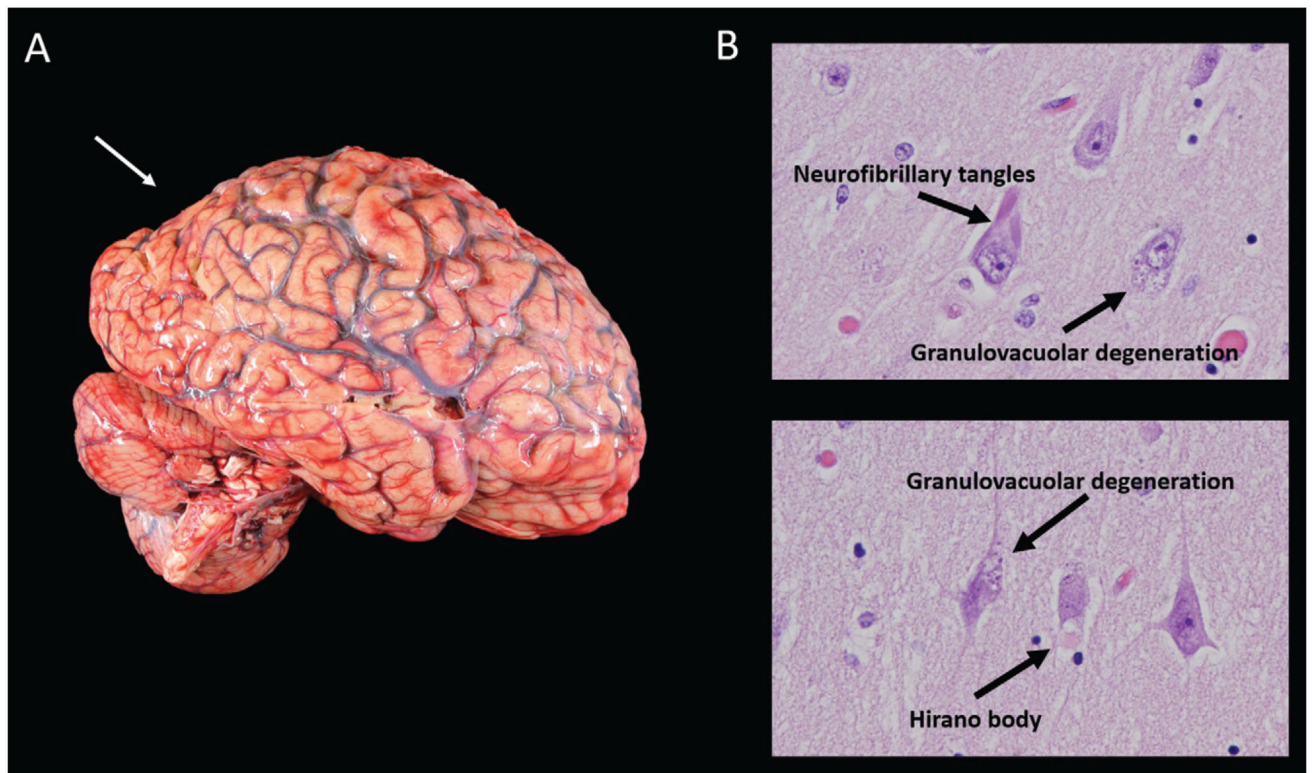 A
B
Neurofibrillary tangles
Granulovacuolar degeneration
Granulovacuolar degeneration
Hirano body